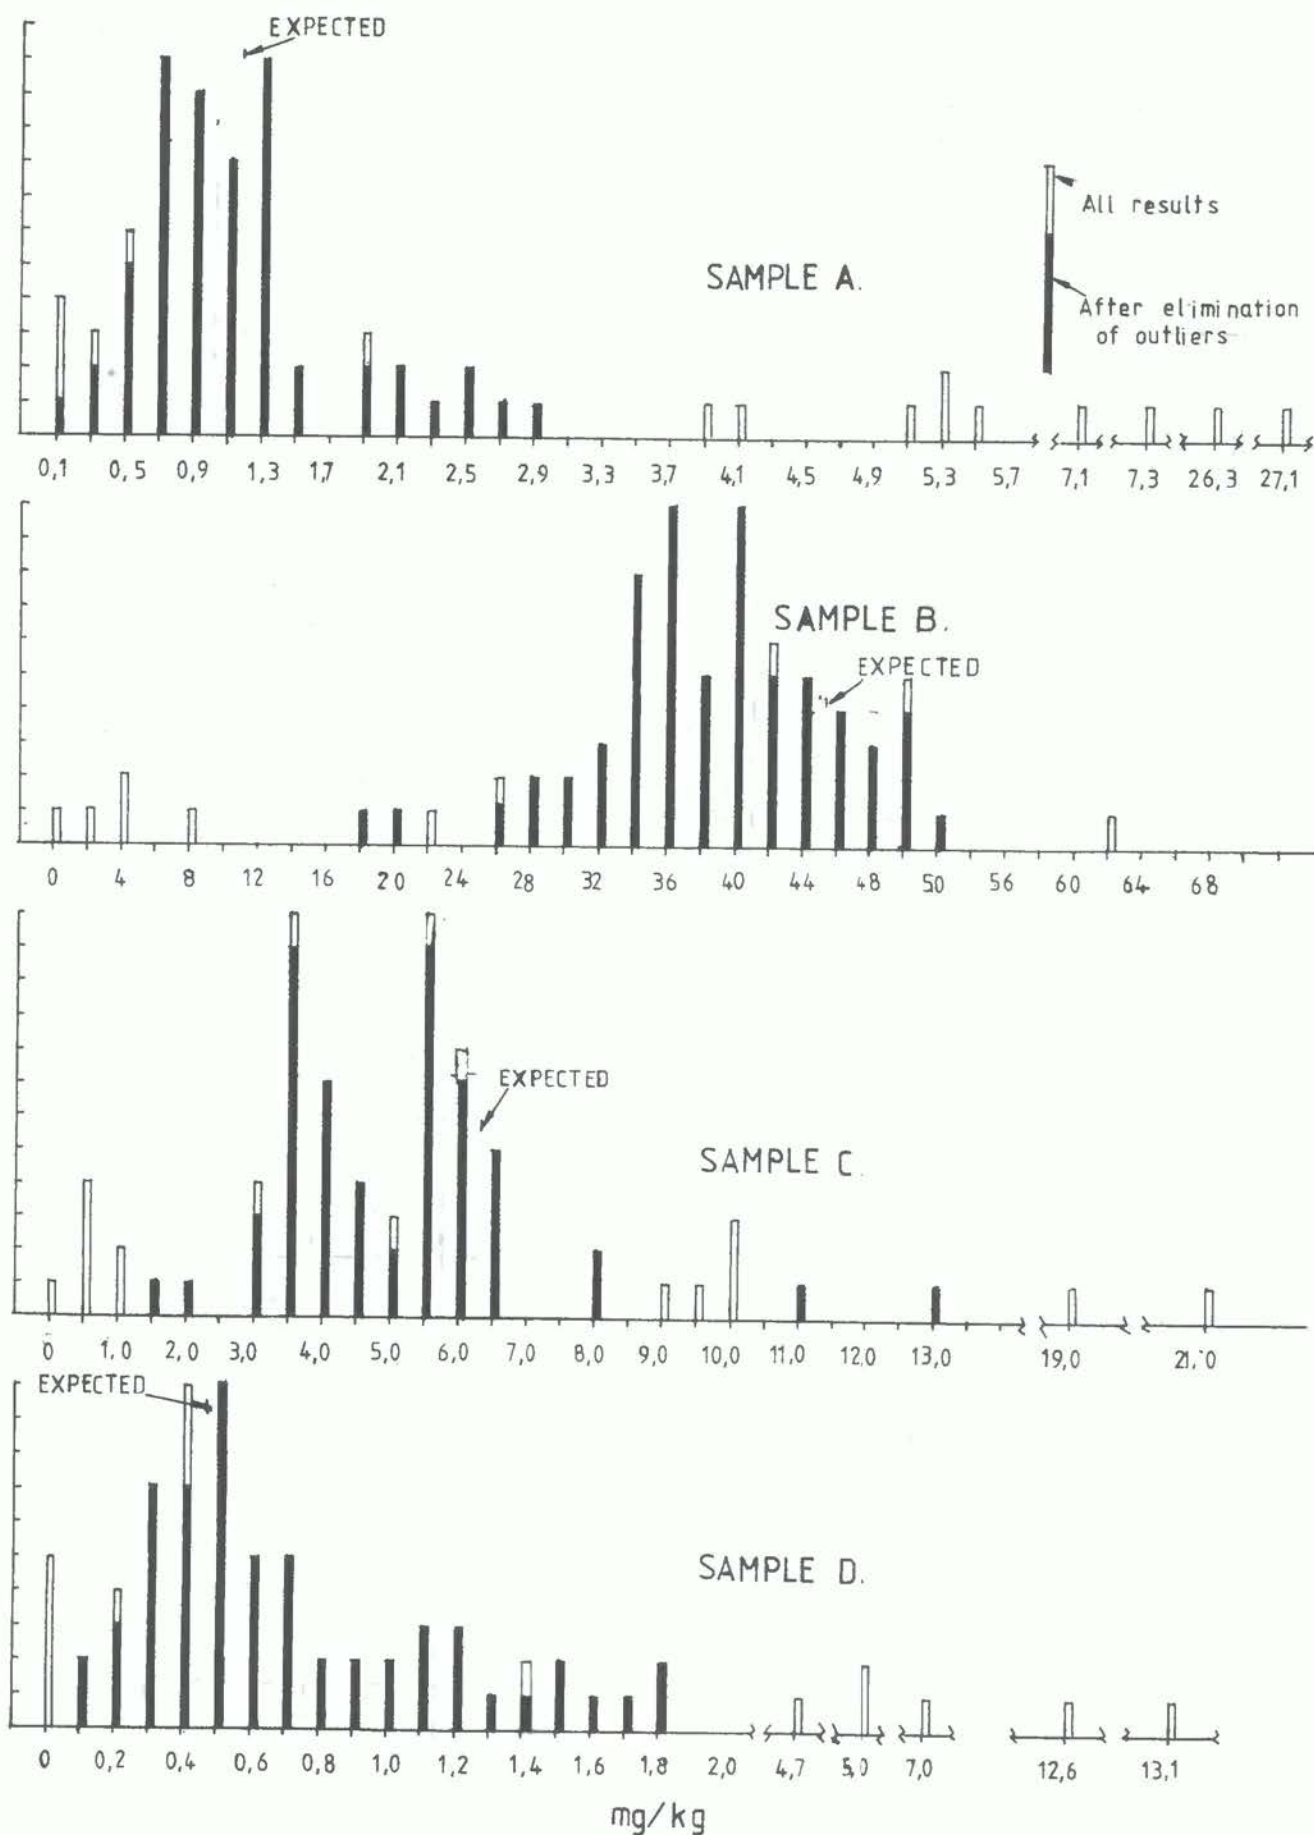 EXPECTED
All results
SAMPLE A.
After elimination
of outliers
0,1 0,5 0,9 1,3 1,7 2,1 2,5 2,9 3,3 3,7 4,1 4,5 4,9 5,3 5,7 7,1 7,3 26,3 27,1
SAMPLE B.
EXPECTED
0 4 8 12 16 20 24 28 32 36 40 44 48 50 56 60 64 68
EXPECTED
SAMPLE C.
0 1,0 2,0 3,0 4,0 5,0 6,0 7,0 8,0 9,0 10,0 11,0 12,0 13,0 19,0 21,0
EXPECTED
SAMPLE D.
0 0,2 0,4 0,6 0,8 1,0 1,2 1,4 1,6 1,8 2,0 4,7 5,0 7,0 12,6 13,1
mg/kg